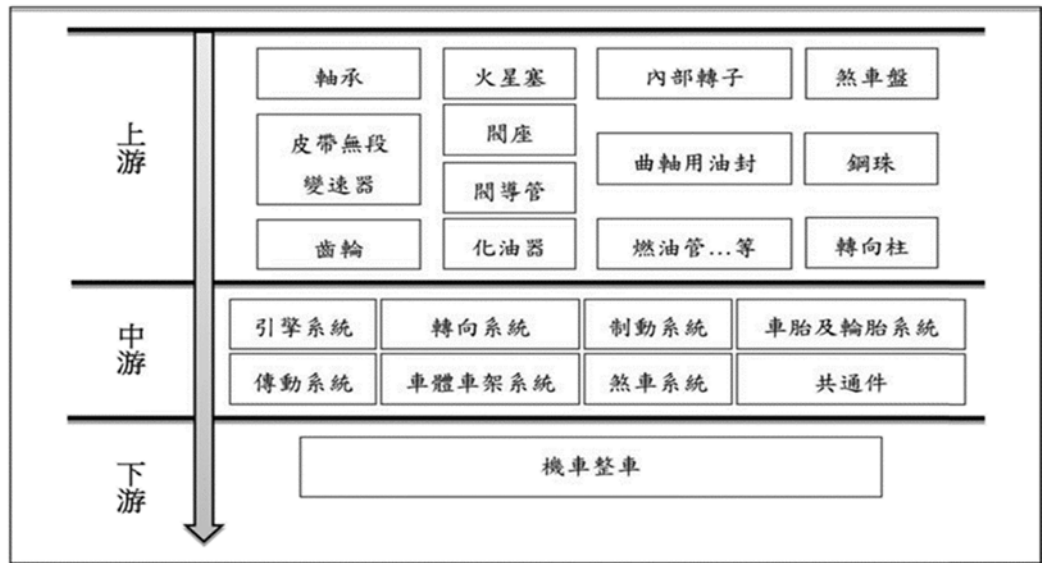 上游
軸承
火星塞
內部轉子
煞車盤
皮帶無段
變速器
閥座
閥導管
曲軸用油封
鋼珠
齒輪
化油器
燃油管...等
轉向柱
中游
引擎系統
轉向系統
制動系統
車胎及輪胎系統
傳動系統
車體車架系統
煞車系統
共通件
下游
機車整車